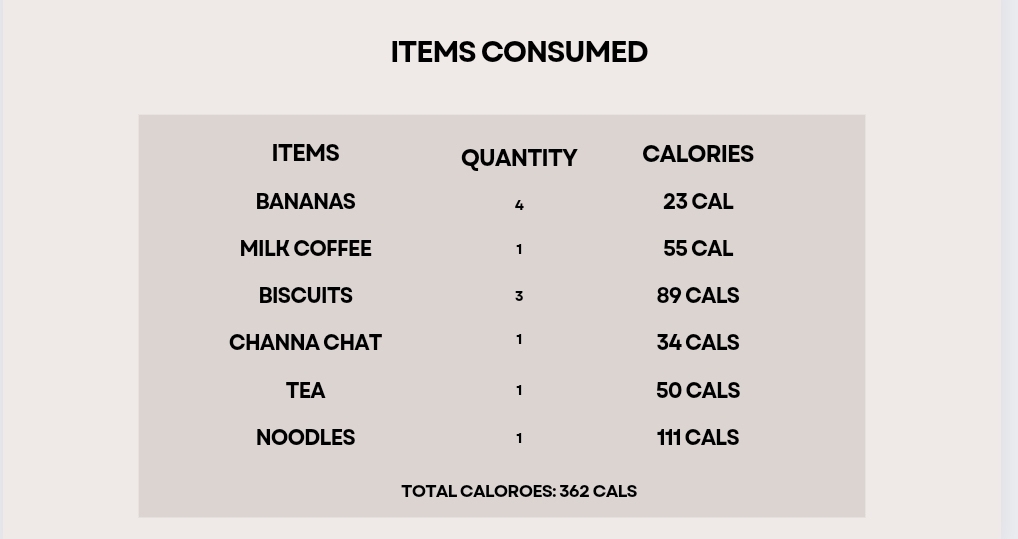 ITEMS CONSUMED
ITEMS QUANTITY CALORIES
BANANAS 4 23 CAL
MILK COFFEE 1 55 CAL
BISCUITS 3 89 CALS
CHANNA CHAT 1 34 CALS
TEA 1 50 CALS
NOODLES 1 111 CALS
TOTAL CALOROES: 362 CALS